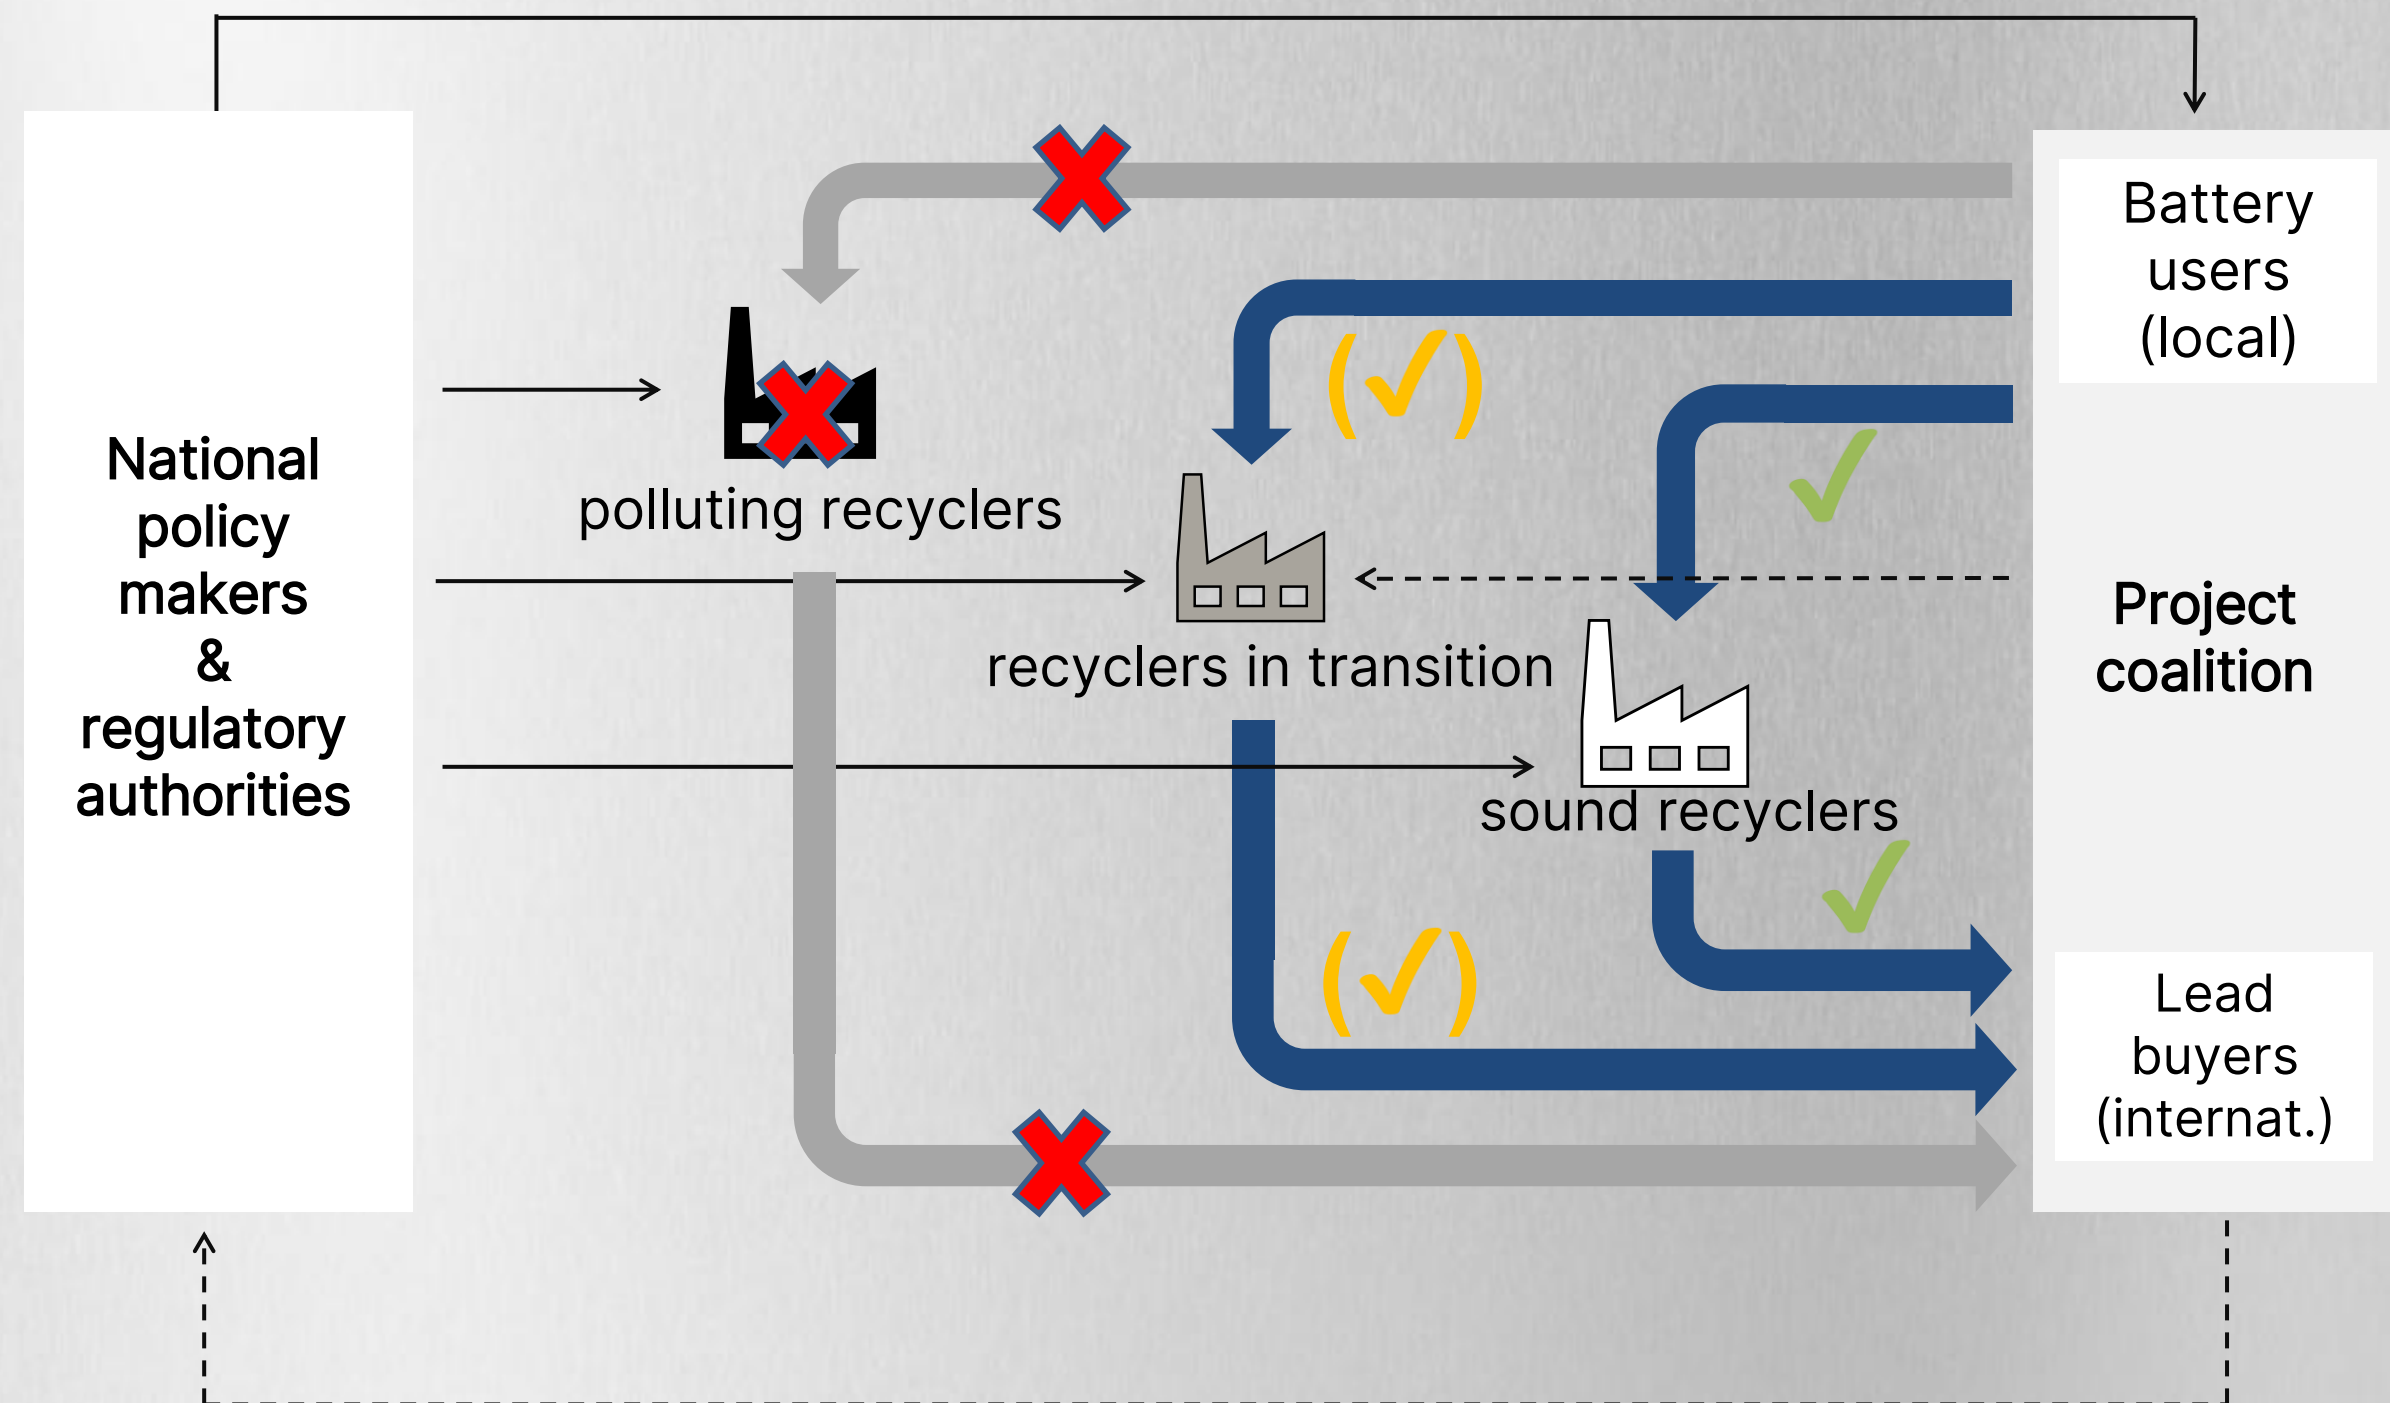 National
policy
makers
&
regulatory
authorities
polluting recyclers
recyclers in transition
sound recyclers
Battery
users
(local)
Project
coalition
Lead
buyers
(internat.)